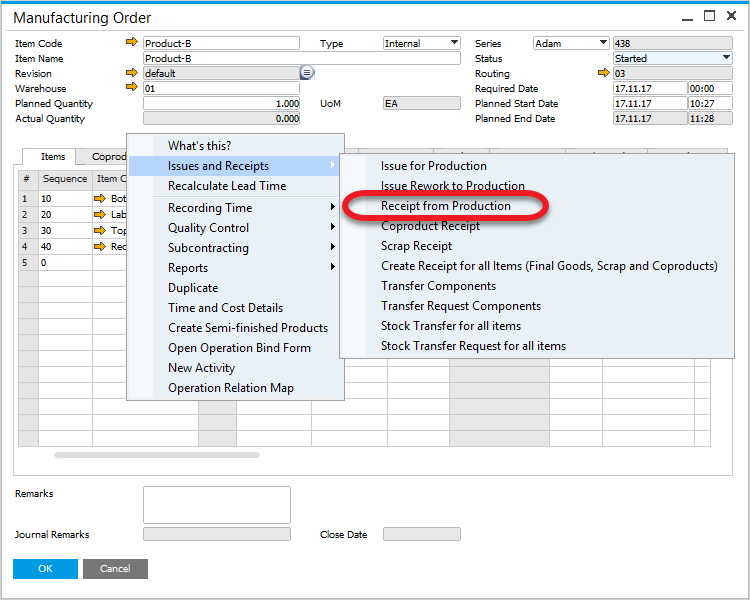 Manufacturing Order
Item Code Product-B Type Internal Series Adam 438
Item Name Product-B Status Started
Revision default Routing 03
Warehouse 01 Required Date 17.11.17 00:00
Planned Quantity 1.000 UoM EA Planned Start Date 17.11.17 10:27
Actual Quantity 0.000 Planned End Date 17.11.17 11:28
Items Coprod
# Sequence Item C
1 10 Bot
2 20 Lab
3 30 Top
4 40 Rec
5 0
What's this?
Issues and Receipts
Recalculate Lead Time
Recording Time
Quality Control
Subcontracting
Reports
Duplicate
Time and Cost Details
Create Semi-finished Products
Open Operation Bind Form
New Activity
Operation Relation Map
Issue for Production
Issue Rework to Production
Receipt from Production
Coproduct Receipt
Scrap Receipt
Create Receipt for all Items (Final Goods, Scrap and Coproducts)
Transfer Components
Transfer Request Components
Stock Transfer for all items
Stock Transfer Request for all items
Remarks
Journal Remarks Close Date
OK Cancel